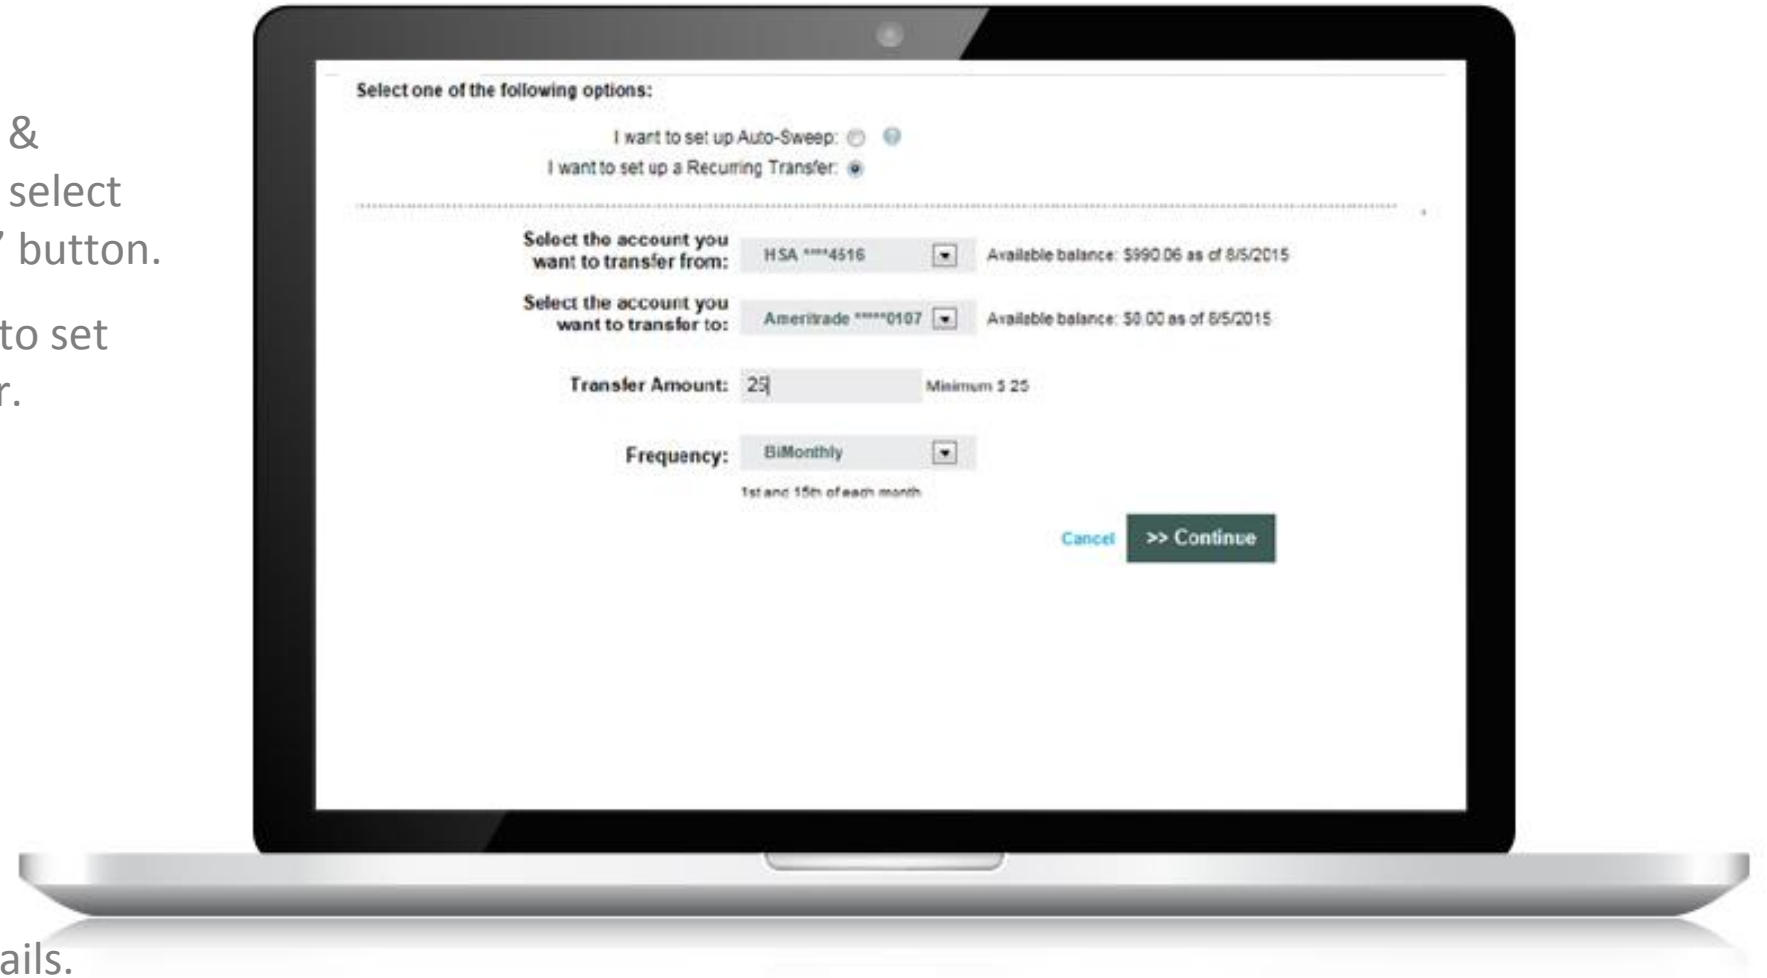 &
select
” button.
to set
r.
ails.
Select one of the following options:
I want to set up Auto-Sweep:
I want to set up a Recurring Transfer:
Select the account you
want to transfer from:
HSA ****4516
Available balance: $990.06 as of 8/5/2015
Select the account you
want to transfer to:
Ameritrade *****0107
Available balance: $0.00 as of 8/5/2015
Transfer Amount: 25 Minimum $ 25
Frequency: BiMonthly
1st and 15th of each month
Cancel >> Continue